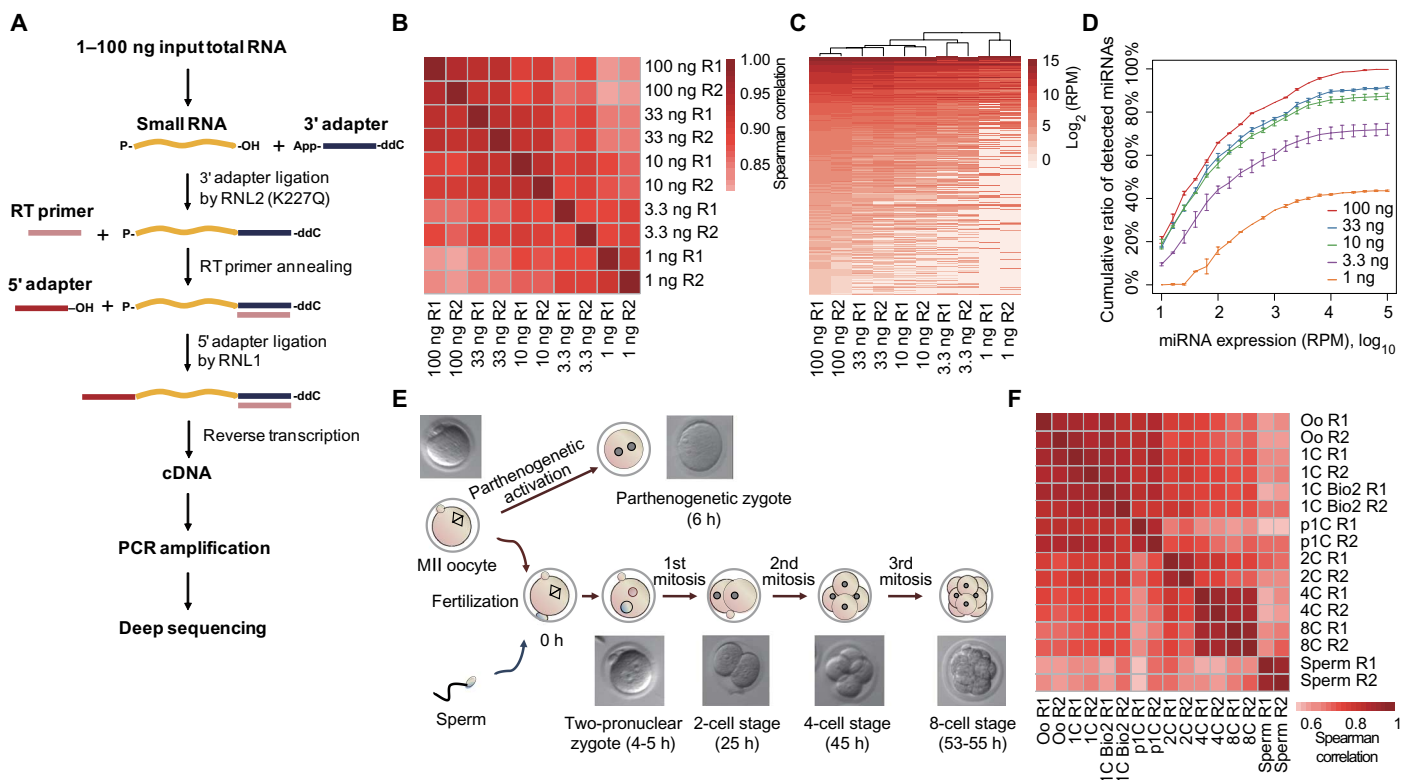 A
1–100 ng input total RNA
Small RNA
3' adapter
P-
-OH
+
App-
-ddC
3' adapter ligation
by RNL2 (K227Q)
RT primer
+
P-
-ddC
RT primer annealing
5' adapter
-OH
+
P-
-ddC
5' adapter ligation
by RNL1
-ddC
Reverse transcription
cDNA
PCR amplification
Deep sequencing
B
100 ng R1
100 ng R2
33 ng R1
33 ng R2
10 ng R1
10 ng R2
3.3 ng R1
3.3 ng R2
1 ng R1
1 ng R2
100 ng R1
100 ng R2
33 ng R1
33 ng R2
10 ng R1
10 ng R2
3.3 ng R1
3.3 ng R2
1 ng R1
1 ng R2
1.00
0.95
0.90
0.85
Spearman correlation
C
100 ng R1
100 ng R2
33 ng R1
33 ng R2
10 ng R1
10 ng R2
3.3 ng R1
3.3 ng R2
1 ng R1
1 ng R2
15
10
5
0
Log2 (RPM)
D
Cumulative ratio of detected miRNAs
100%
80%
60%
40%
20%
0%
100 ng
33 ng
10 ng
3.3 ng
1 ng
1
2
3
4
5
miRNA expression (RPM), log10
E
Parthenogenetic
activation
Parthenogenetic zygote
(6 h)
MII oocyte
Fertilization
0 h
Sperm
1st
mitosis
2nd
mitosis
3rd
mitosis
Two-pronuclear
zygote (4-5 h)
2-cell stage
(25 h)
4-cell stage
(45 h)
8-cell stage
(53-55 h)
F
Oo R1
Oo R2
1C R1
1C R2
1C Bio2 R1
1C Bio2 R2
p1C R1
p1C R2
2C R1
2C R2
4C R1
4C R2
8C R1
8C R2
Sperm R1
Sperm R2
Oo R1
Oo R2
1C R1
1C R2
1C Bio2 R1
1C Bio2 R2
p1C R1
p1C R2
2C R1
2C R2
4C R1
4C R2
8C R1
8C R2
Sperm R1
Sperm R2
0.6
0.8
1
Spearman
correlation